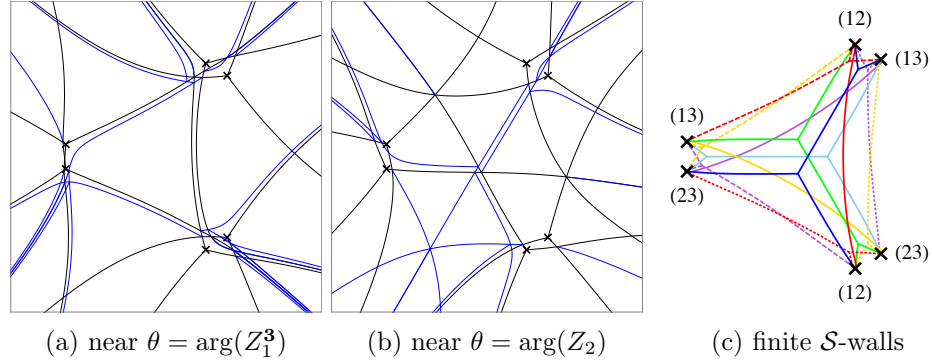 (12)
(13)
(13)
(23)
(23)
(12)
(a) near θ = arg(Z₁³)
(b) near θ = arg(Z₂)
(c) finite 𝒮-walls